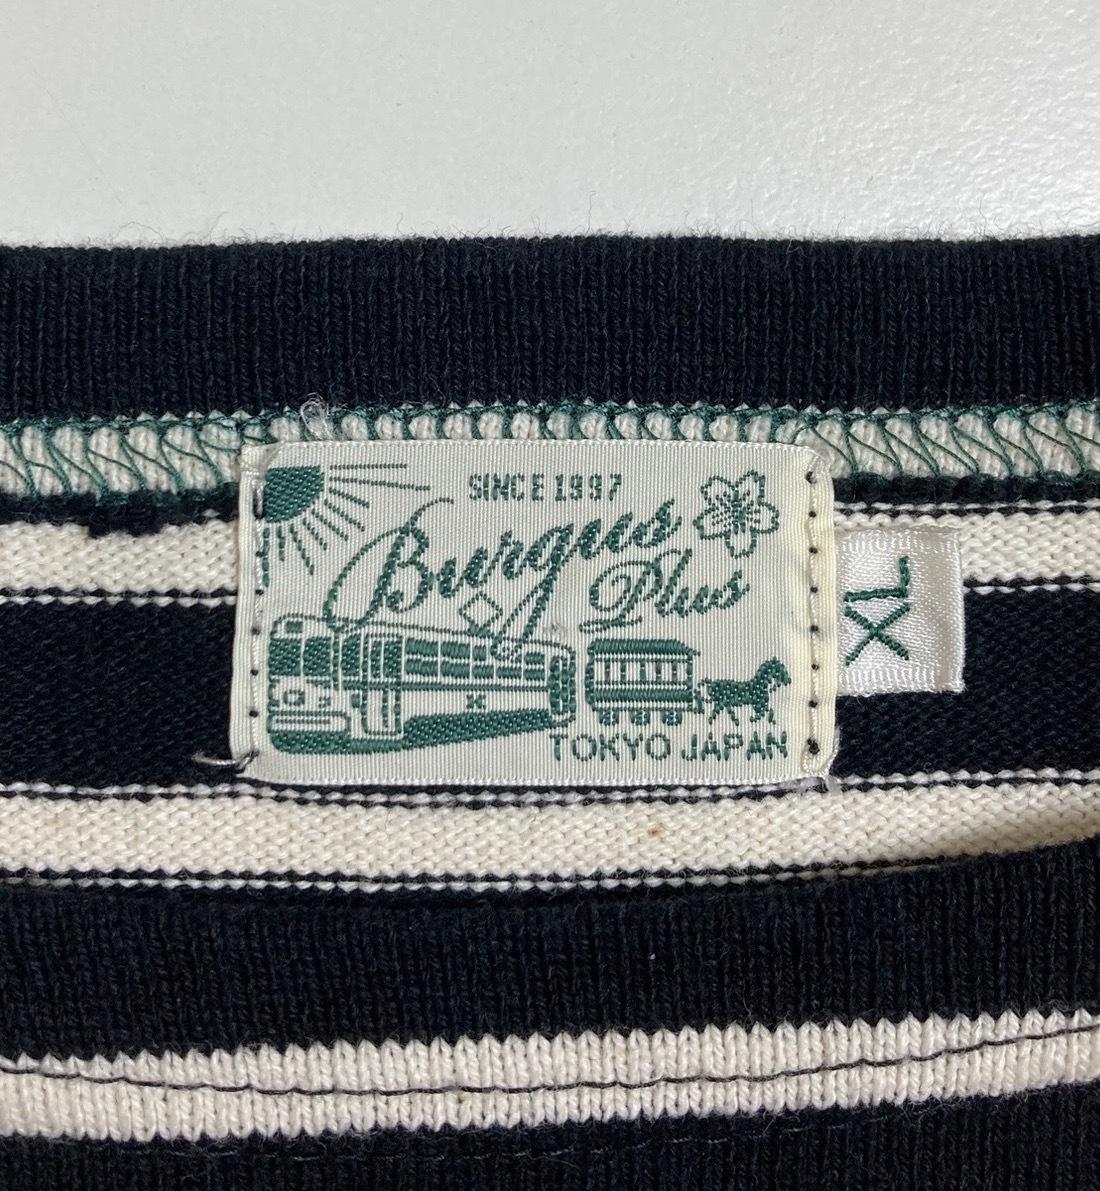 SINCE 1997
Burgus
Plus
TOKYO JAPAN
XL